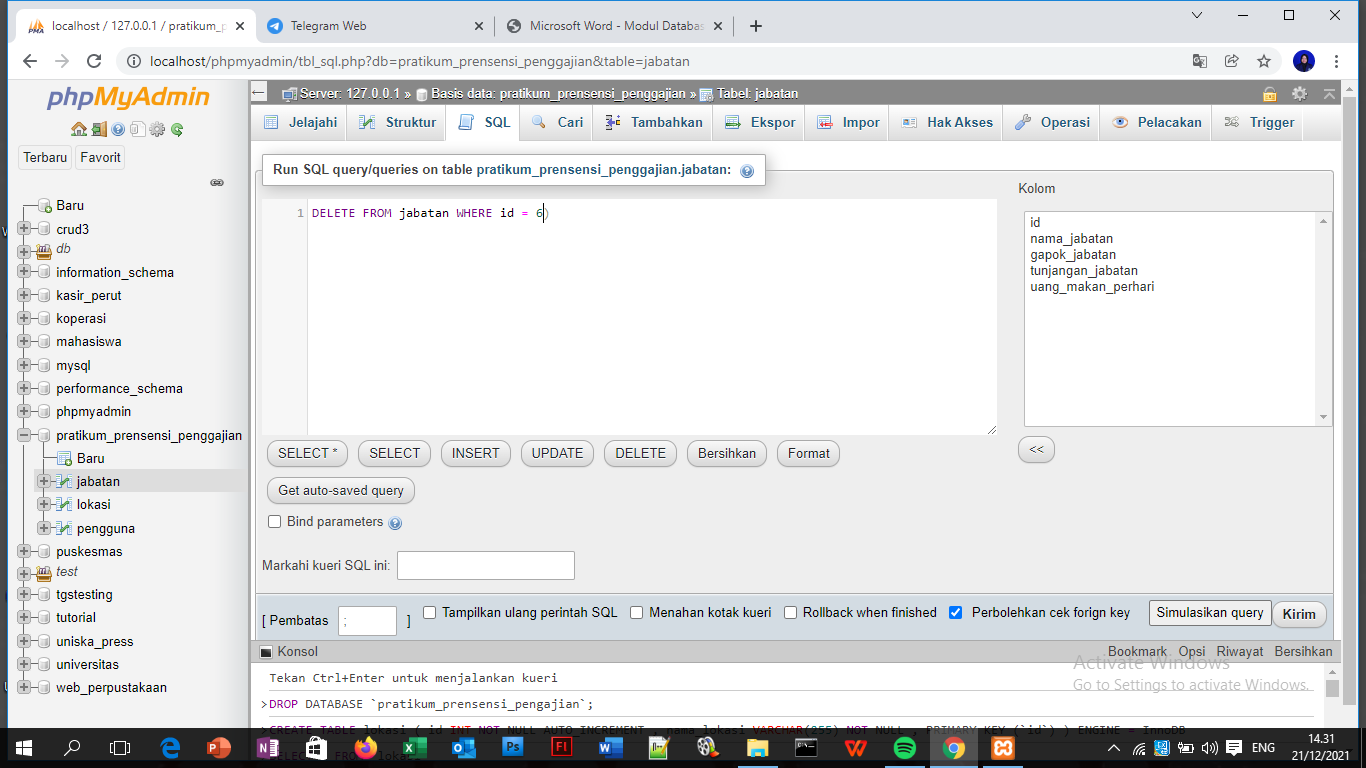 localhost / 127.0.0.1 / pratikum_p
Telegram Web
Microsoft Word - Modul Databas
localhost/phpmyadmin/tbl_sql.php?db=pratikum_prensensi_penggajian&table=jabatan
phpMyAdmin
Terbaru Favorit
Baru
crud3
db
information_schema
kasir_perut
koperasi
mahasiswa
mysql
performance_schema
phpmyadmin
pratikum_prensensi_penggajian
Baru
jabatan
lokasi
pengguna
puskesmas
test
tgstesting
tutorial
uniska_press
universitas
web_perpustakaan
Server: 127.0.0.1 » Basis data: pratikum_prensensi_penggajian » Tabel: jabatan
Jelajahi Struktur SQL Cari Tambahkan Ekspor Impor Hak Akses Operasi Pelacakan Trigger
Run SQL query/queries on table pratikum_prensensi_penggajian.jabatan:
1 DELETE FROM jabatan WHERE id = 6)
Kolom
id
nama_jabatan
gapok_jabatan
tunjangan_jabatan
uang_makan_perhari
<<
SELECT * SELECT INSERT UPDATE DELETE Bersihkan Format
Get auto-saved query
Bind parameters
Markahi kueri SQL ini:
[ Pembatas ; ] Tampilkan ulang perintah SQL Menahan kotak kueri Rollback when finished Perbolehkan cek forign key Simulasikan query Kirim
Konsol Bookmark Opsi Riwayat Bersihkan
Tekan Ctrl+Enter untuk menjalankan kueri
>DROP DATABASE `pratikum_prensensi_pengajian`;
>CREATE TABLE lokasi ( id INT NOT NULL AUTO_INCREMENT , nama_lokasi VARCHAR(255) NOT NULL , PRIMARY KEY (`id`) ) ENGINE = InnoDB
Activate Windows
Go to Settings to activate Windows.
ENG
14.31
21/12/2021